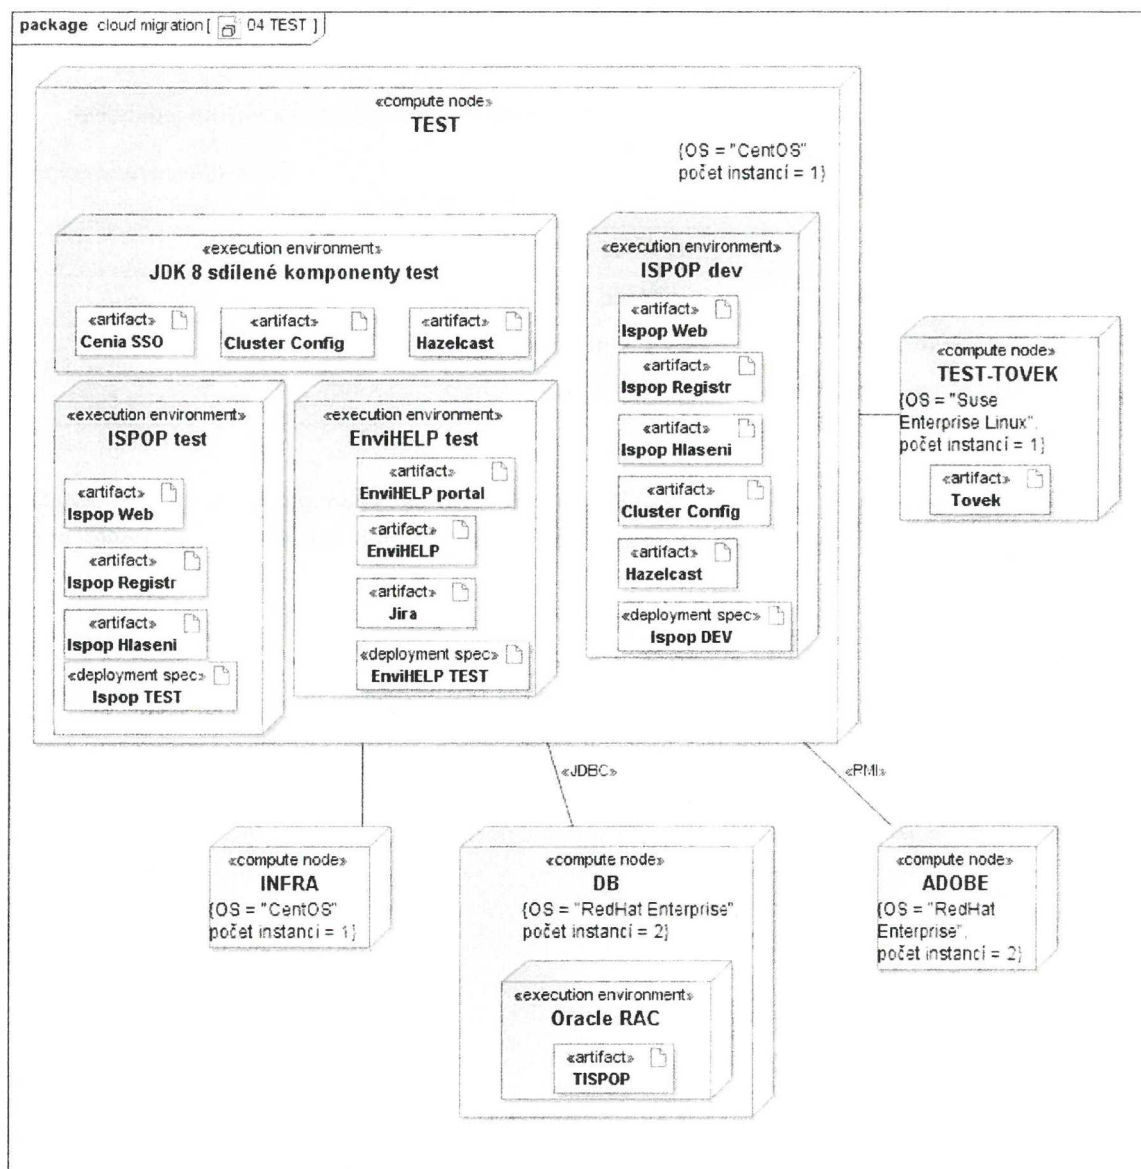 package cloud migration [ 04 TEST ]
«compute node»
TEST
{OS = "CentOS"
počet instancí = 1}
«execution environment»
JDK 8 sdílené komponenty test
«artifact»
Cenia SSO
«artifact»
Cluster Config
«artifact»
Hazelcast
«execution environment»
ISPOP test
«artifact»
Ispop Web
«artifact»
Ispop Registr
«artifact»
Ispop Hlaseni
«deployment spec»
Ispop TEST
«execution environment»
EnviHELP test
«artifact»
EnviHELP portal
«artifact»
EnviHELP
«artifact»
Jira
«deployment spec»
EnviHELP TEST
«execution environment»
ISPOP dev
«artifact»
Ispop Web
«artifact»
Ispop Registr
«artifact»
Ispop Hlaseni
«artifact»
Cluster Config
«artifact»
Hazelcast
«deployment spec»
Ispop DEV
«compute node»
TEST-TOVEK
{OS = "Suse
Enterprise Linux",
počet instancí = 1}
«artifact»
Tovek
«JDBC»
«RMI»
«compute node»
INFRA
{OS = "CentOS"
počet instancí = 1}
«compute node»
DB
{OS = "RedHat Enterprise",
počet instancí = 2}
«execution environment»
Oracle RAC
«artifact»
TISPOP
«compute node»
ADOBE
{OS = "RedHat
Enterprise",
počet instancí = 2}